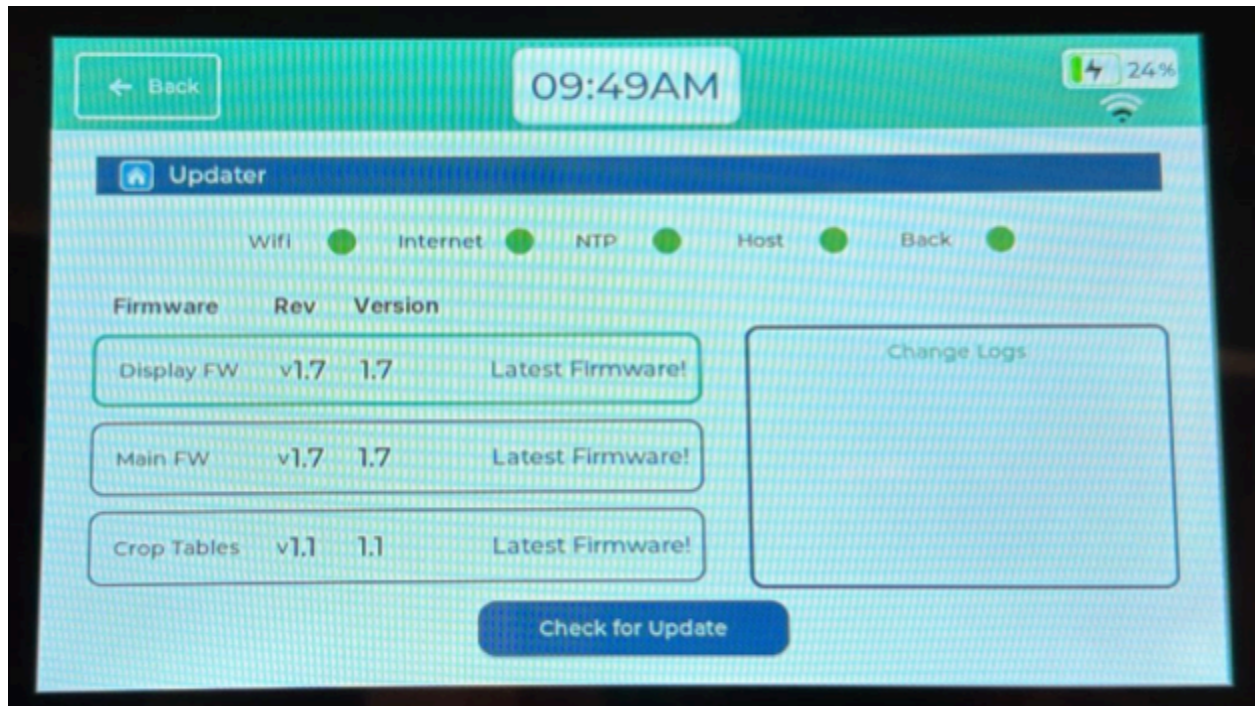 ← Back
09:49AM
24%
Updater
Wifi Internet NTP Host Back
Firmware Rev Version
Display FW v1.7 1.7 Latest Firmware!
Change Logs
Main FW v1.7 1.7 Latest Firmware!
Crop Tables v1.1 1.1 Latest Firmware!
Check for Update